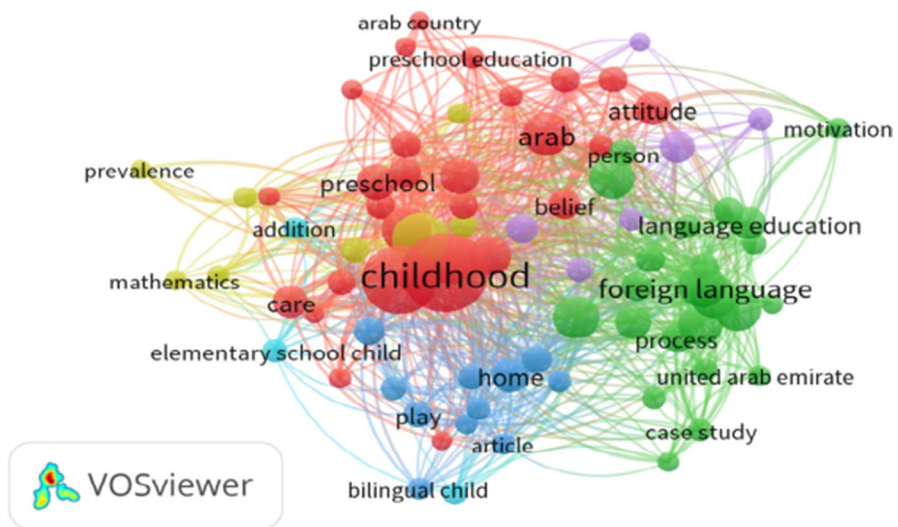 arab country
preschool education
attitude
arab
motivation
person
prevalence
preschool
belief
addition
language education
childhood
mathematics
foreign language
care
process
elementary school child
home
united arab emirate
play
case study
article
VOSviewer
bilingual child